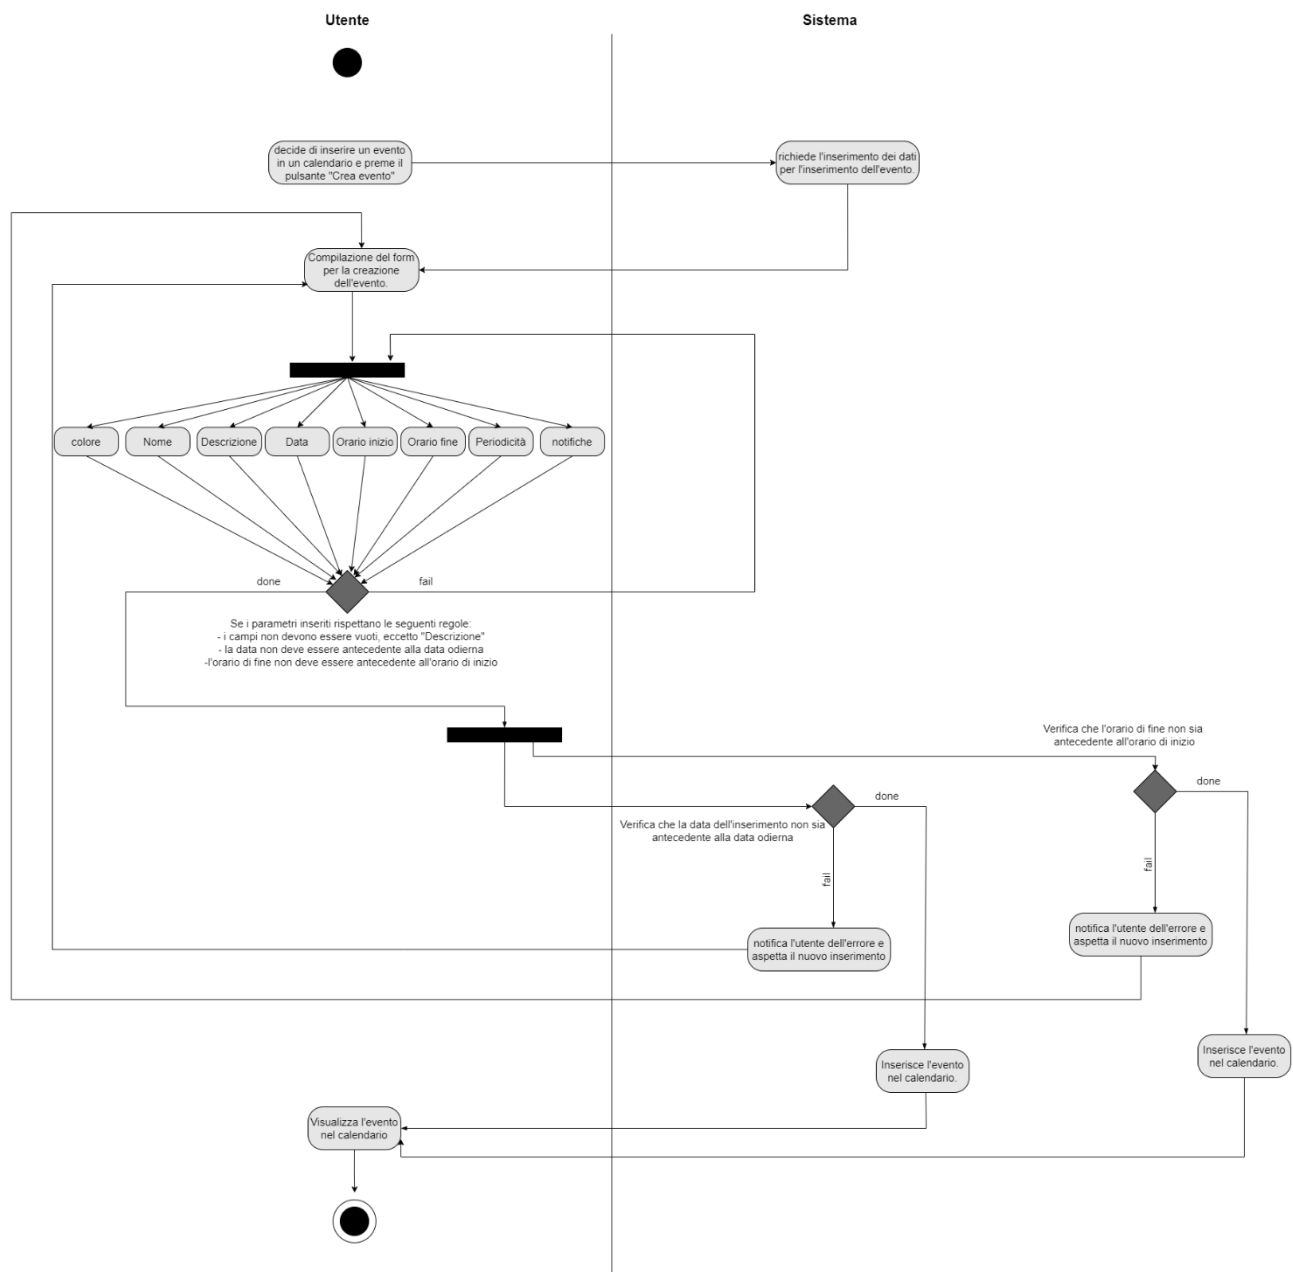 Utente
Sistema
decide di inserire un evento
in un calendario e preme il
pulsante "Crea evento"
richiede l'inserimento dei dati
per l'inserimento dell'evento.
Compilazione del form
per la creazione
dell'evento.
colore
Nome
Descrizione
Data
Orario inizio
Orario fine
Periodicità
notifiche
done
fail
Se i parametri inseriti rispettano le seguenti regole:
- i campi non devono essere vuoti, eccetto "Descrizione"
- la data non deve essere antecedente alla data odierna
-l'orario di fine non deve essere antecedente all'orario di inizio
Verifica che l'orario di fine non sia
antecedente all'orario di inizio
done
done
Verifica che la data dell'inserimento non sia
antecedente alla data odierna
fail
fail
notifica l'utente dell'errore e
aspetta il nuovo inserimento
notifica l'utente dell'errore e
aspetta il nuovo inserimento
Inserisce l'evento
nel calendario.
Inserisce l'evento
nel calendario.
Visualizza l'evento
nel calendario